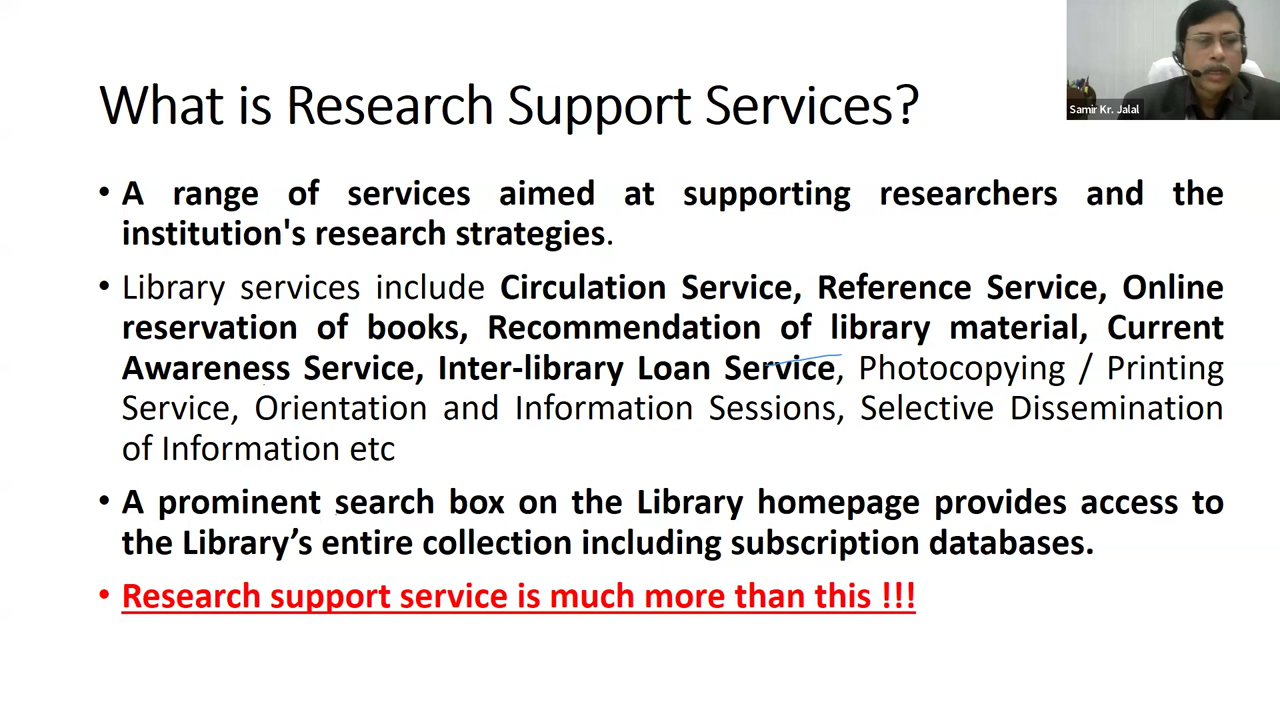 Samir Kr. Jalal
What is Research Support Services?
• A range of services aimed at supporting researchers and the
institution's research strategies.
• Library services include Circulation Service, Reference Service, Online
reservation of books, Recommendation of library material, Current
Awareness Service, Inter-library Loan Service, Photocopying / Printing
Service, Orientation and Information Sessions, Selective Dissemination
of Information etc
• A prominent search box on the Library homepage provides access to
the Library’s entire collection including subscription databases.
• Research support service is much more than this !!!